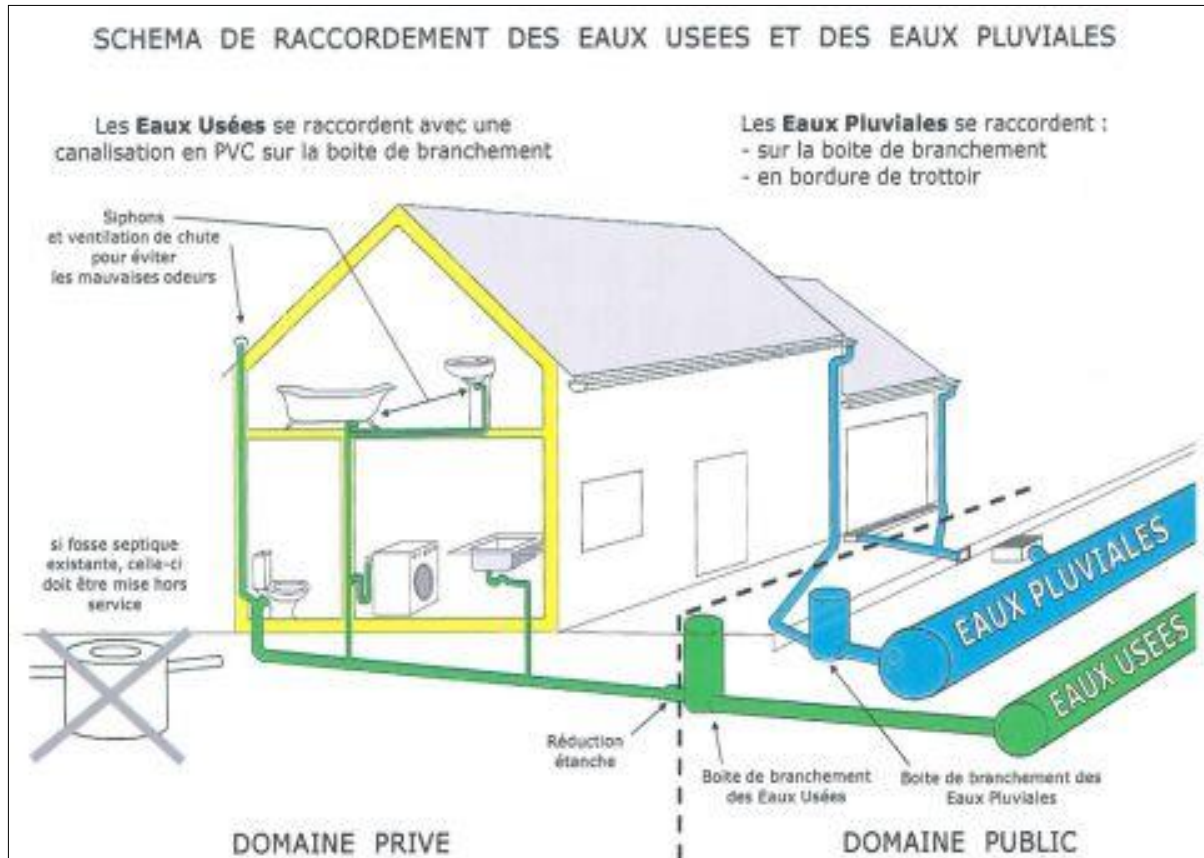 SCHEMA DE RACCORDEMENT DES EAUX USEES ET DES EAUX PLUVIALES
Les Eaux Usées se raccordent avec une
canalisation en PVC sur la boite de branchement
Les Eaux Pluviales se raccordent :
- sur la boite de branchement
- en bordure de trottoir
Siphons
et ventilation de chute
pour éviter
les mauvaises odeurs
si fosse septique
existante, celle-ci
doit être mise hors
service
EAUX PLUVIALES
EAUX USEES
Réduction
étanche
Boite de branchement
des Eaux Usées
Boite de branchement des
Eaux Pluviales
DOMAINE PRIVE
DOMAINE PUBLIC